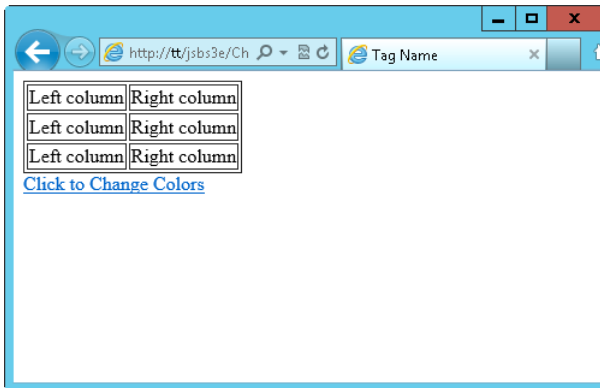 http://tt/jsbs3e/Ch
Tag Name
Left column Right column
Left column Right column
Left column Right column
Click to Change Colors